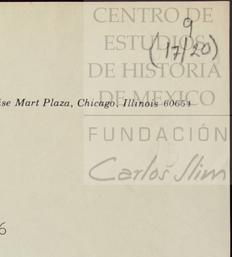 CENTRO DE
ESTUDIOS
9
(17/20)
DE HISTORIA
DE MEXICO
ise Mart Plaza, Chicago, Illinois 60654
FUNDACIÓN
Carlos Slim
6